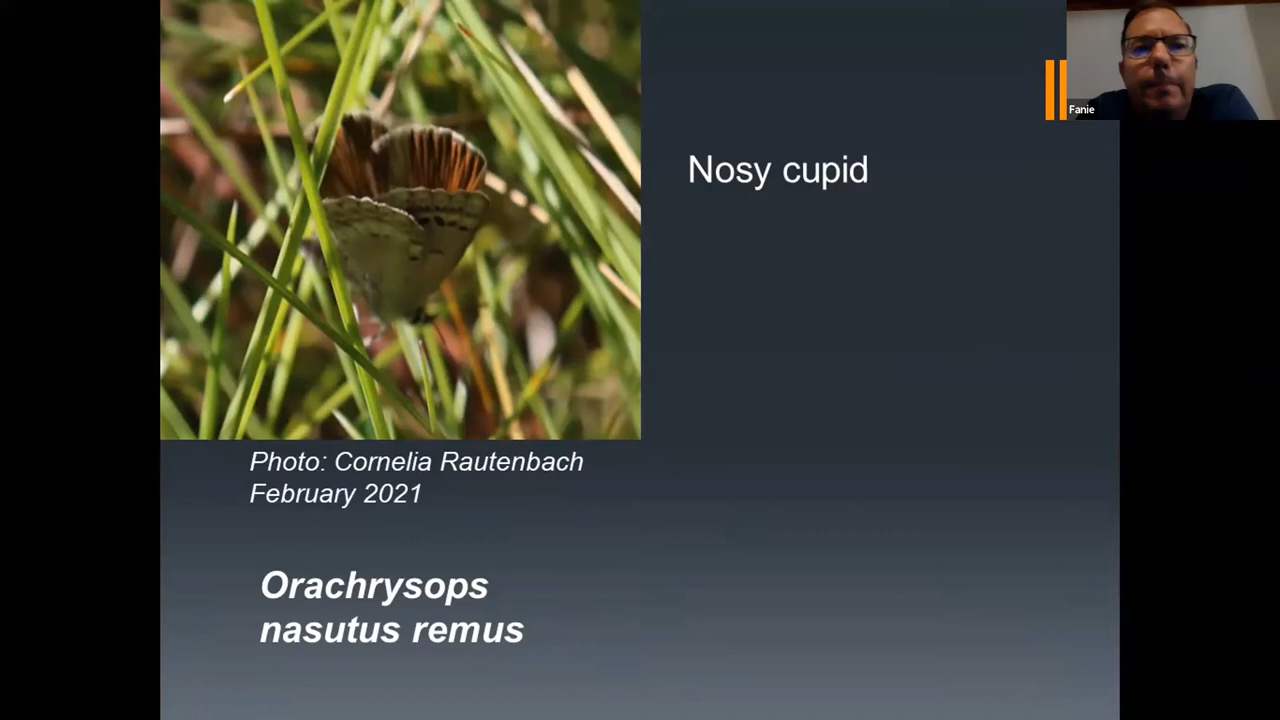 Fanie
Nosy cupid
Photo: Cornelia Rautenbach
February 2021
Orachrysops
nasutus remus